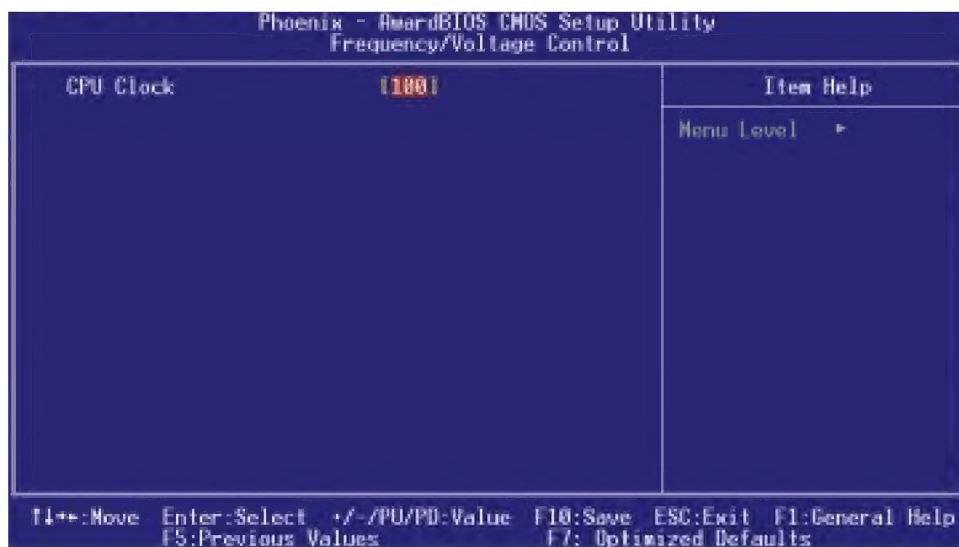 Phoenix - AwardBIOS CMOS Setup Utility
Frequency/Voltage Control
CPU Clock [100]
Item Help
Menu Level ►
↑↓→←:Move Enter:Select +/-/PU/PD:Value F10:Save ESC:Exit F1:General Help
F5:Previous Values F7: Optimized Defaults